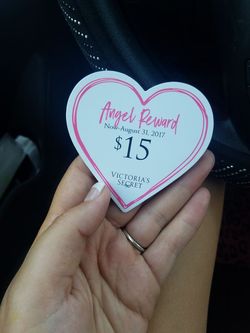 Angel Reward
Now-August 31, 2017
$15
VICTORIA'S
SECRET